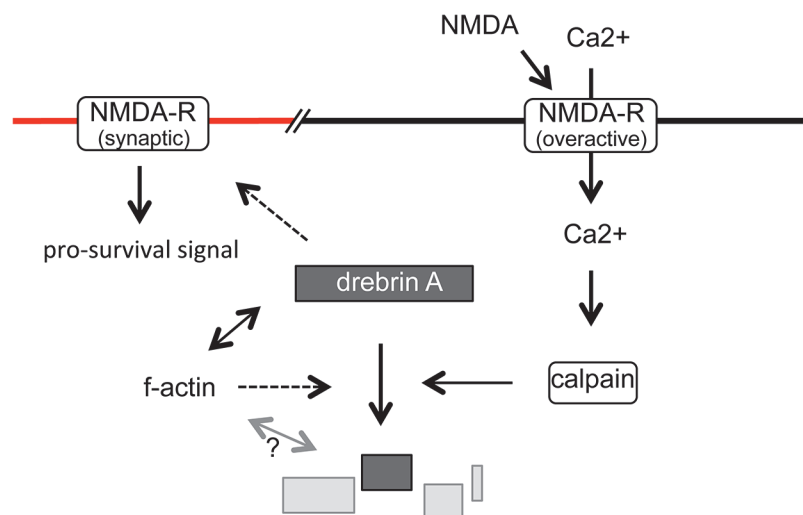 NMDA
Ca2+
NMDA-R
(synaptic)
NMDA-R
(overactive)
pro-survival signal
Ca2+
drebrin A
f-actin
calpain
?